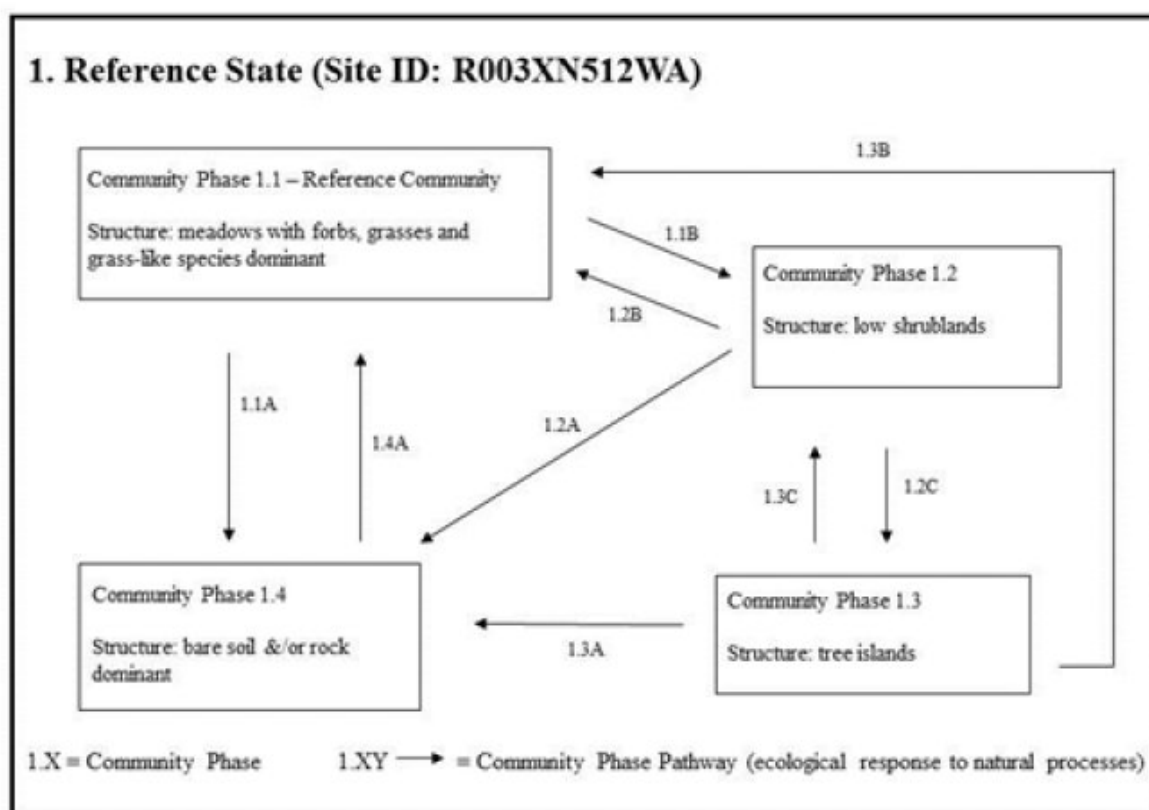 1. Reference State (Site ID: R003XN512WA)
1.3B
Community Phase 1.1 – Reference Community
Structure: meadows with forbs, grasses and
grass-like species dominant
1.1B
1.2B
Community Phase 1.2
Structure: low shrublands
1.1A
1.4A
1.2A
1.3C
1.2C
Community Phase 1.4
Structure: bare soil &/or rock
dominant
1.3A
Community Phase 1.3
Structure: tree islands
1.X = Community Phase
1.XY = Community Phase Pathway (ecological response to natural processes)